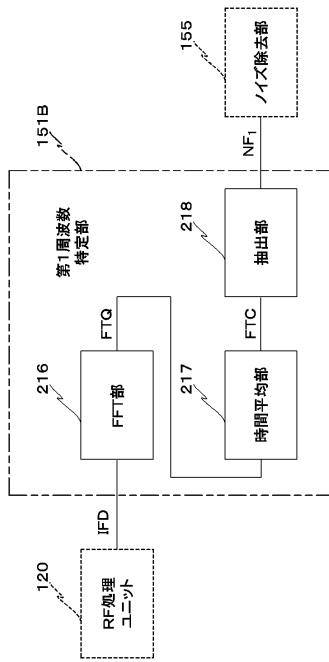 151B
第1周波数
特定部
120
RF処理
ユニット
IFD
216
FFT部
FTQ
217
時間平均部
FTC
218
抽出部
NF1
155
ノイズ除去部